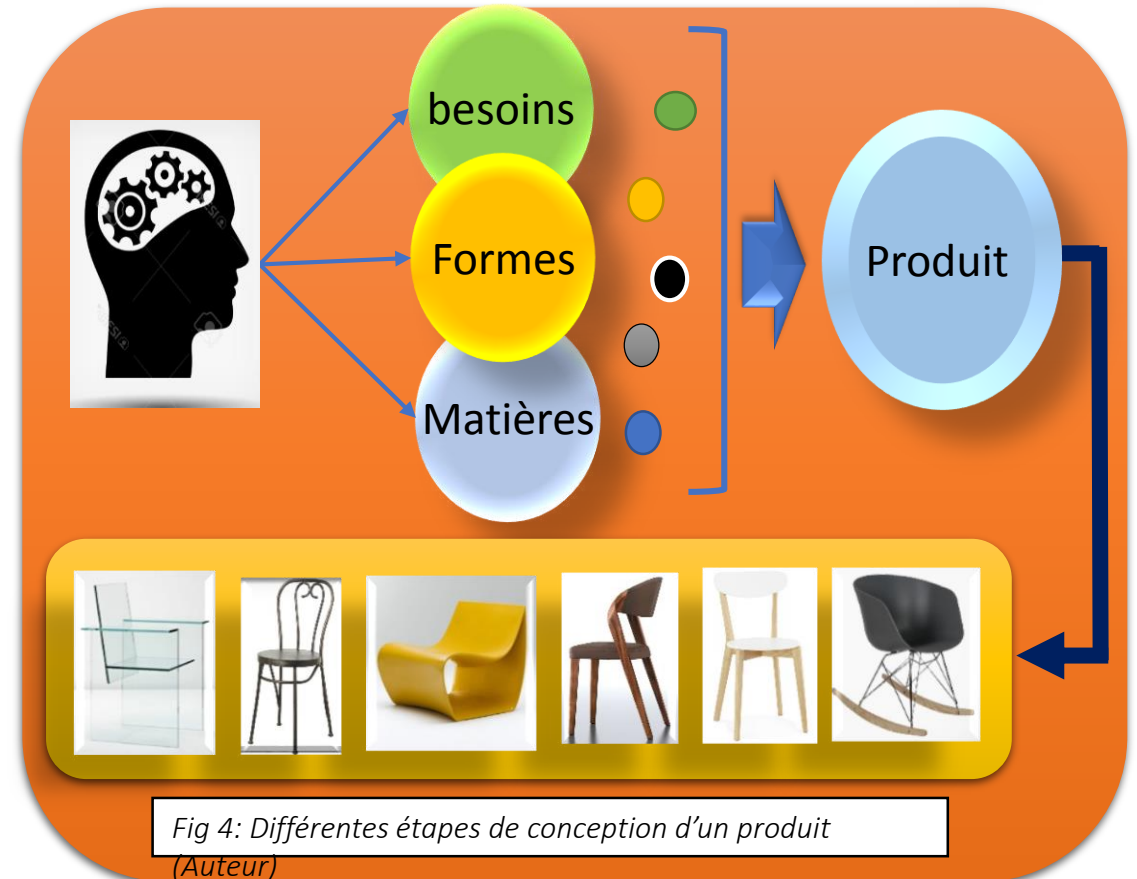 besoins
Formes
Matières
Produit
Fig 4: Différentes étapes de conception d’un produit
(Auteur)